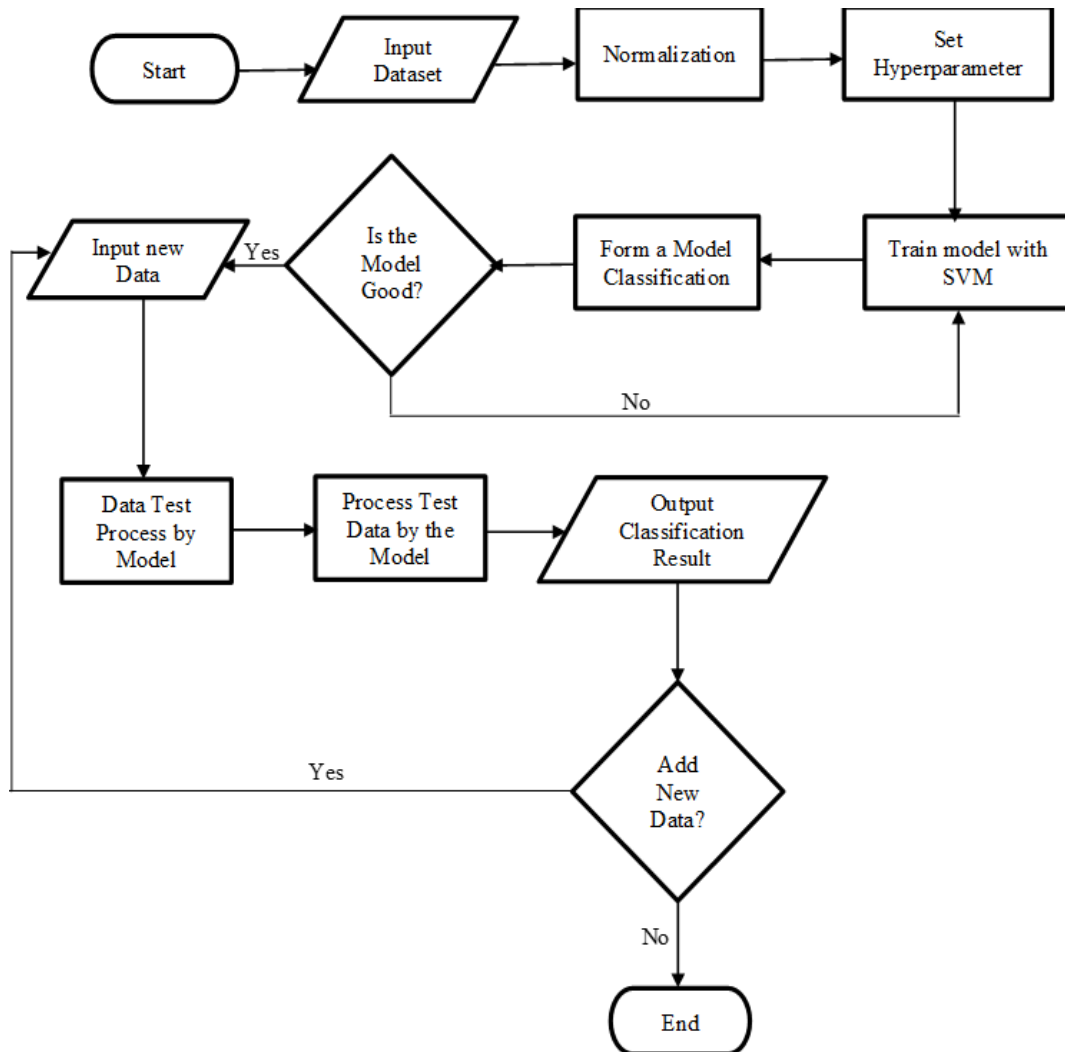 Start
Input
Dataset
Normalization
Set
Hyperparameter
Train model with
SVM
Form a Model
Classification
Is the
Model
Good?
Yes
Input new
Data
No
Data Test
Process by
Model
Process Test
Data by the
Model
Output
Classification
Result
Add
New
Data?
Yes
No
End